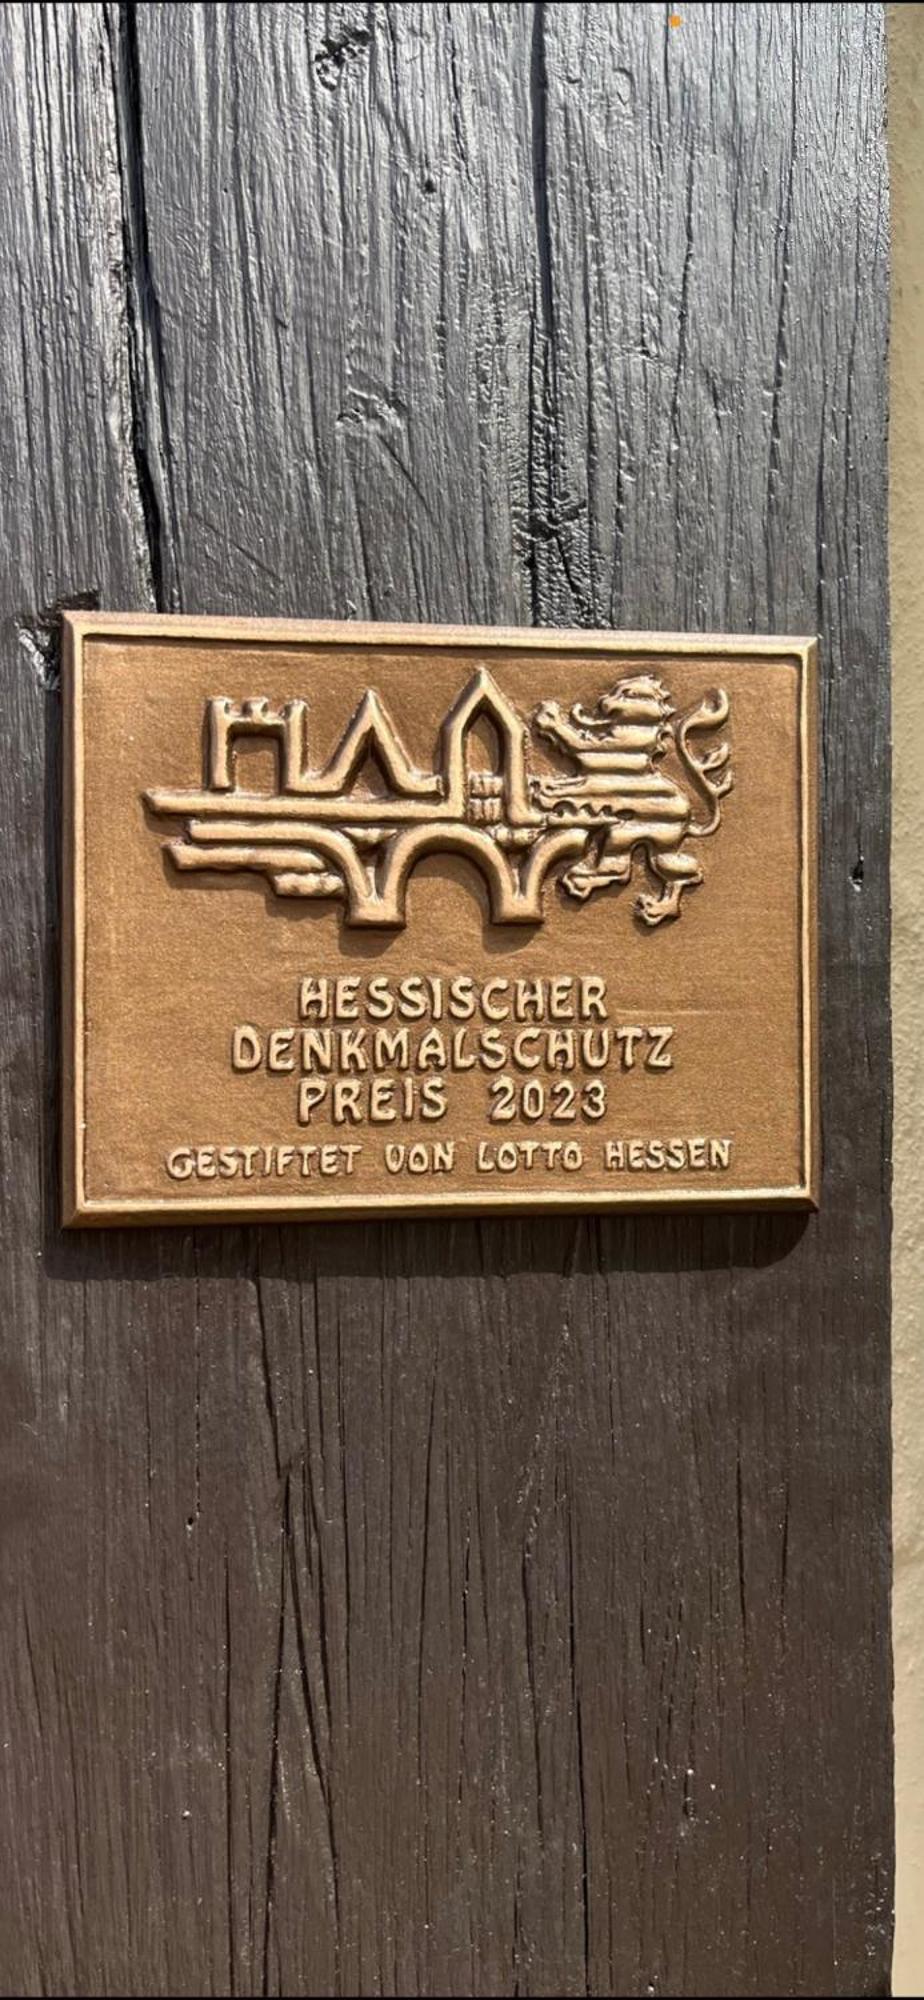 HESSISCHER
DENKMALSCHUTZ
PREIS 2023
GESTIFTET VON LOTTO HESSEN